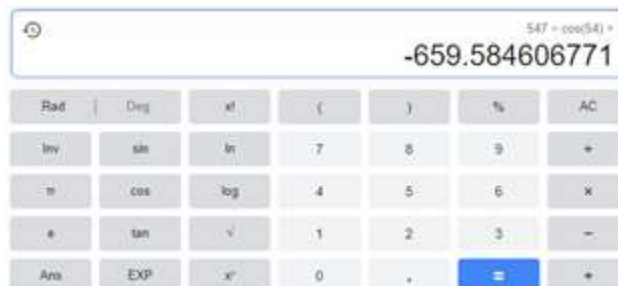 547 ÷ cos(54) =
-659.584606771
Rad | Deg x! ( ) % AC
Inv sin ln 7 8 9 ÷
π cos log 4 5 6 ×
e tan √ 1 2 3 −
Ans EXP xʸ 0 . = +